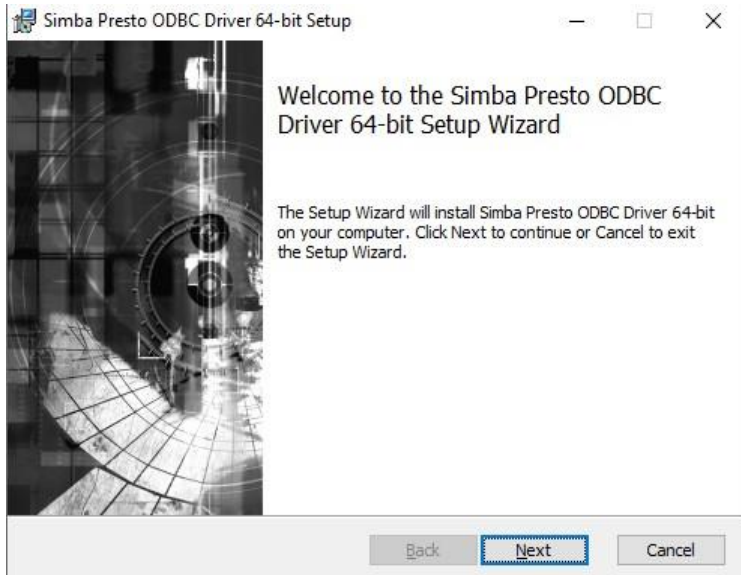 Simba Presto ODBC Driver 64-bit Setup
Welcome to the Simba Presto ODBC
Driver 64-bit Setup Wizard
The Setup Wizard will install Simba Presto ODBC Driver 64-bit
on your computer. Click Next to continue or Cancel to exit
the Setup Wizard.
Back Next Cancel